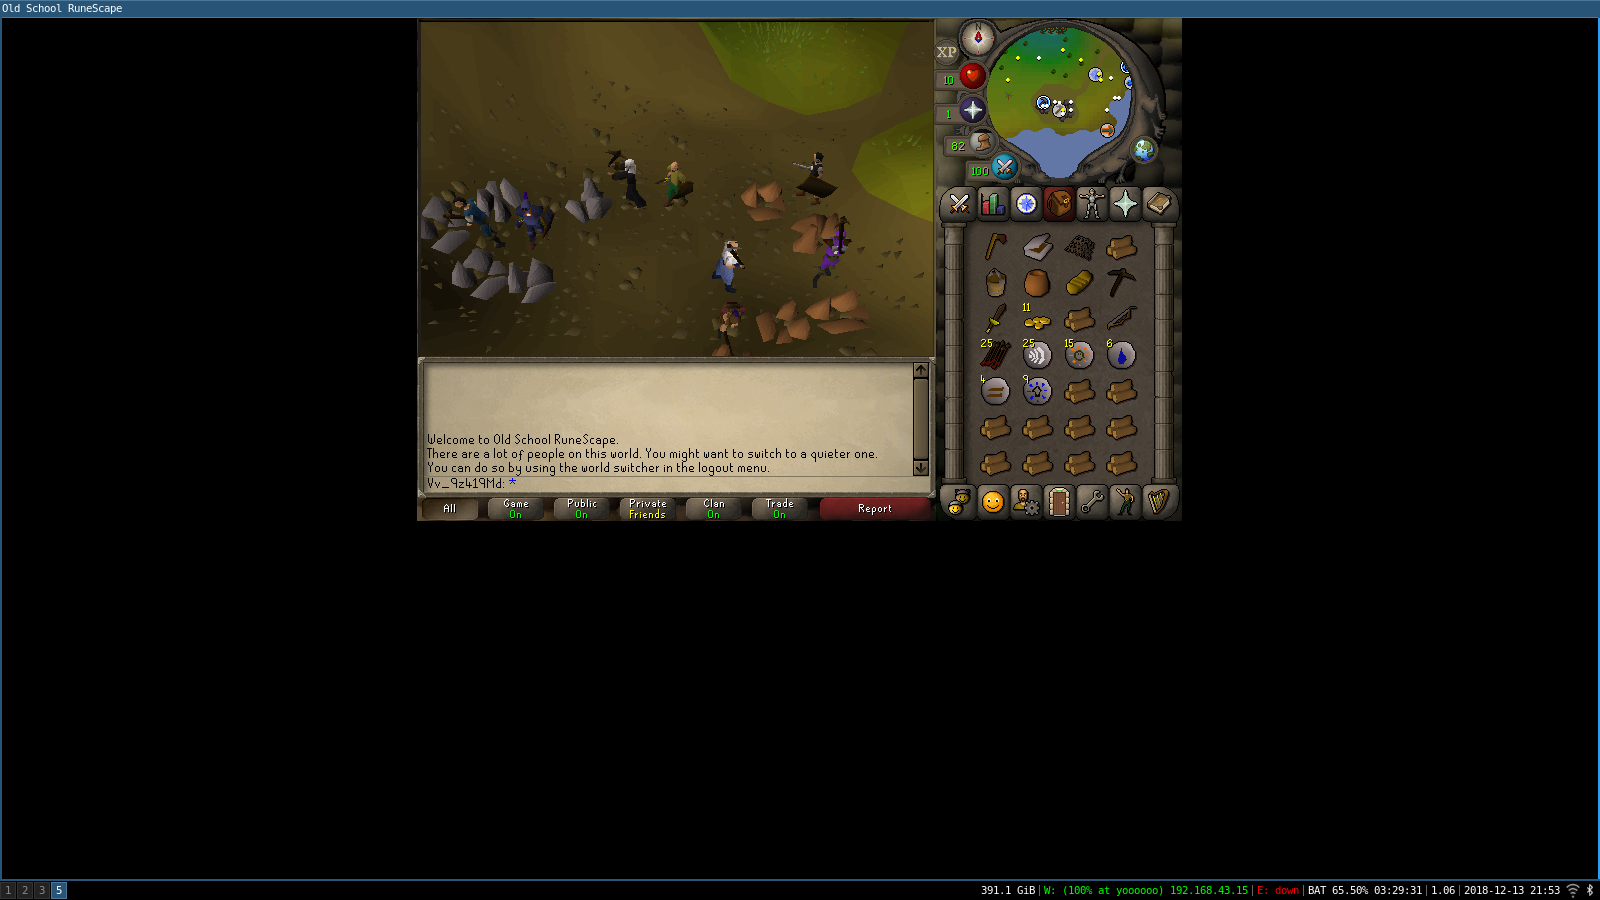 Old School RuneScape
N
XP
10
1
82
100
11
25 25 15 6
4 9
Welcome to Old School RuneScape.
There are a lot of people on this world. You might want to switch to a quieter one.
You can do so by using the world switcher in the logout menu.
Vv_9z419Md: *
All Game On Public On Private Friends Clan On Trade On Report
1 2 3 5 391.1 GiB|W: (100% at yoooooo) 192.168.43.15|E: down|BAT 65.50% 03:29:31|1.06|2018-12-13 21:53